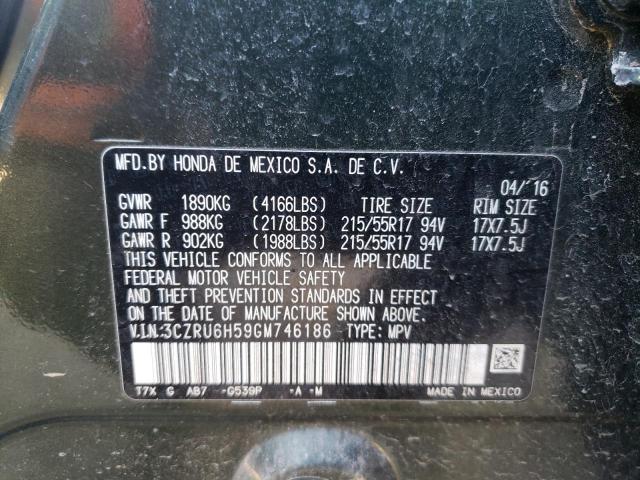 MFD.BY HONDA DE MEXICO S.A. DE C.V.
04/'16
GVWR 1890KG (4166LBS) TIRE SIZE RIM SIZE
GAWR F 988KG (2178LBS) 215/55R17 94V 17X7.5J
GAWR R 902KG (1988LBS) 215/55R17 94V 17X7.5J
THIS VEHICLE CONFORMS TO ALL APPLICABLE
FEDERAL MOTOR VEHICLE SAFETY
AND THEFT PREVENTION STANDARDS IN EFFECT
ON THE DATE OF MANUFACTURE SHOWN ABOVE.
V.I.N.:3CZRU6H59GM746186 TYPE: MPV
T7X G AB7 -G539P -A -M MADE IN MEXICO